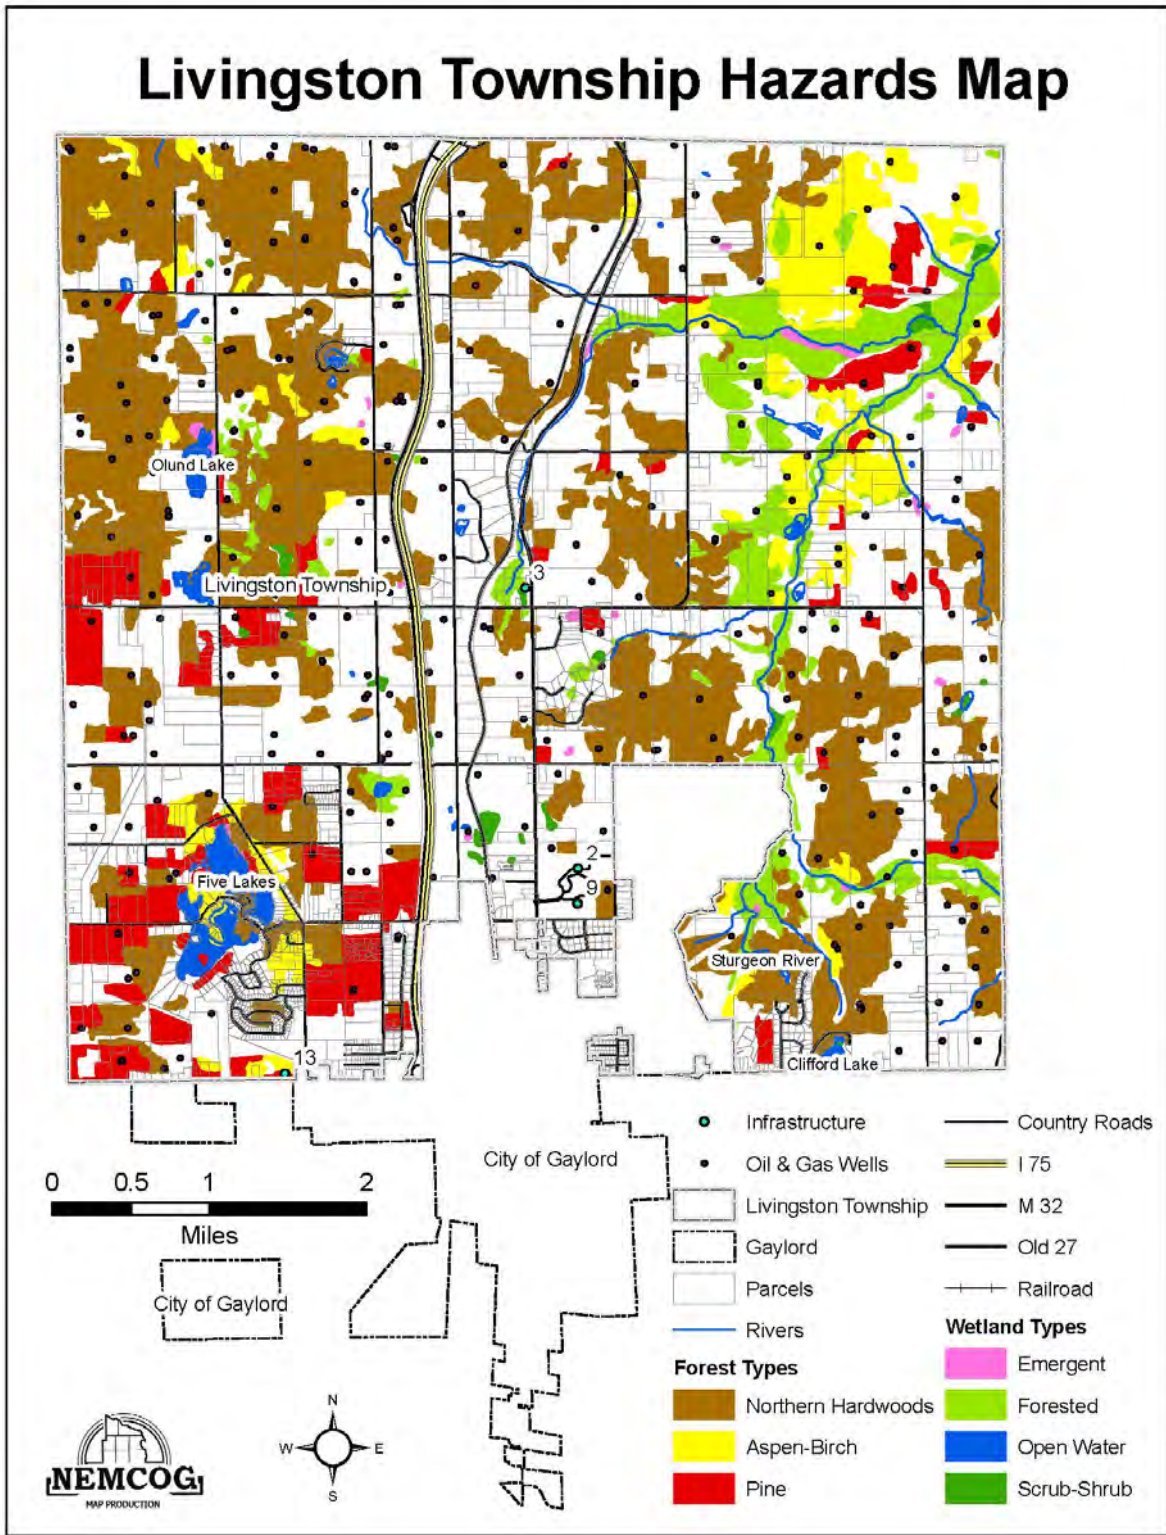 Livingston Township Hazards Map
Olund Lake
Livingston Township
3
2
9
Five Lakes
Sturgeon River
13
Clifford Lake
City of Gaylord
0 0.5 1 2
Miles
City of Gaylord
Infrastructure
Oil & Gas Wells
Livingston Township
Gaylord
Parcels
Rivers
Forest Types
Northern Hardwoods
Aspen-Birch
Pine
Country Roads
I 75
M 32
Old 27
Railroad
Wetland Types
Emergent
Forested
Open Water
Scrub-Shrub
N
W E
S
NEMCOG
MAP PRODUCTION